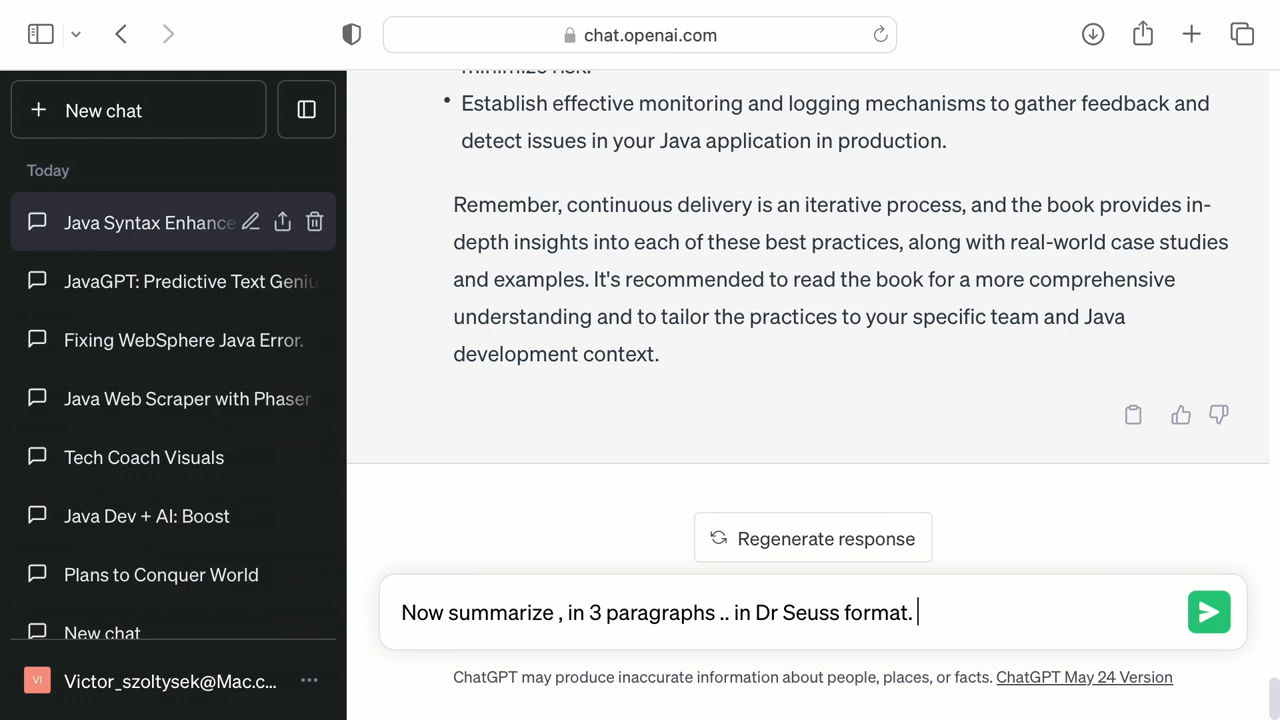 chat.openai.com
New chat
Today
Java Syntax Enhance
JavaGPT: Predictive Text Geniu
Fixing WebSphere Java Error.
Java Web Scraper with Phaser
Tech Coach Visuals
Java Dev + AI: Boost
Plans to Conquer World
New chat
VI Victor_szoltysek@Mac.c...
minimize risk.
• Establish effective monitoring and logging mechanisms to gather feedback and
detect issues in your Java application in production.
Remember, continuous delivery is an iterative process, and the book provides in-
depth insights into each of these best practices, along with real-world case studies
and examples. It's recommended to read the book for a more comprehensive
understanding and to tailor the practices to your specific team and Java
development context.
Regenerate response
Now summarize , in 3 paragraphs .. in Dr Seuss format.
ChatGPT may produce inaccurate information about people, places, or facts. ChatGPT May 24 Version